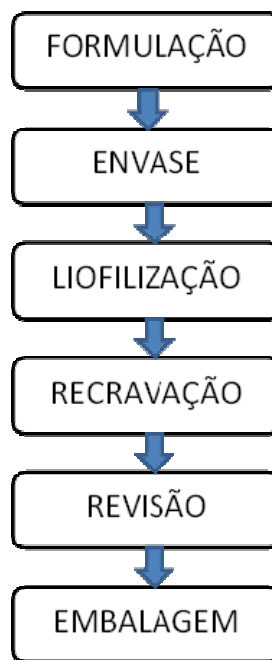 FORMULAÇÃO
ENVASE
LIOFILIZAÇÃO
RECRAVAÇÃO
REVISÃO
EMBALAGEM